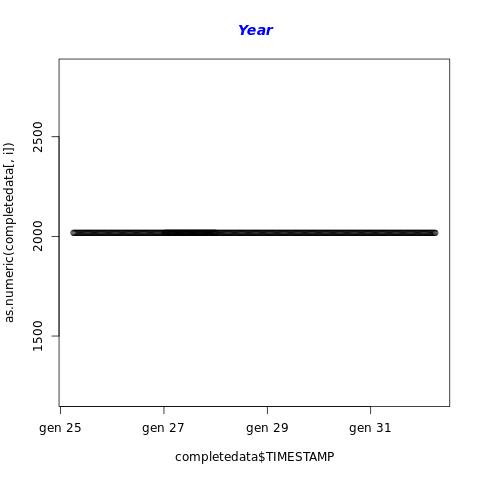 Year
as.numeric(completedata[, i])
2500
2000
1500
gen 25
gen 27
gen 29
gen 31
completedata$TIMESTAMP